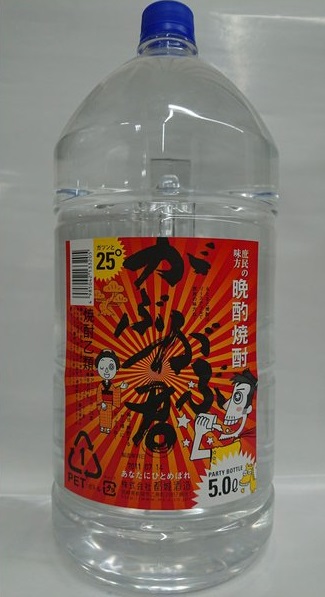 ガツンと
25°
庶民の
味方
晩酌焼酎
がぶがぶ君
焼酎乙類
あなたにひとめぼれ
PARTY BOTTLE
5.0ℓ
1
PET